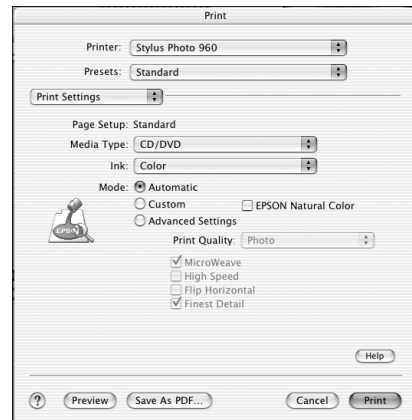 Print
Printer: Stylus Photo 960
Presets: Standard
Print Settings
Page Setup: Standard
Media Type: CD/DVD
Ink: Color
Mode: Automatic
Custom EPSON Natural Color
Advanced Settings
EPSON
Print Quality: Photo
MicroWeave
High Speed
Flip Horizontal
Finest Detail
Help
? Preview Save As PDF... Cancel Print